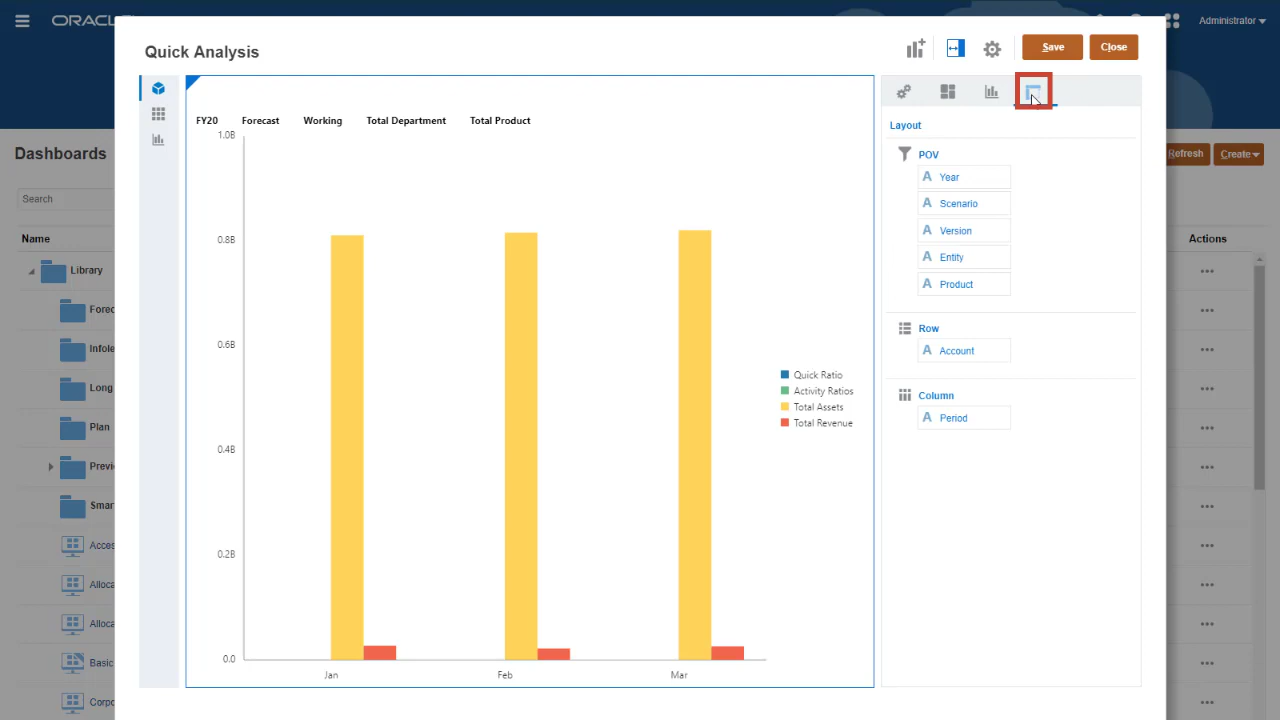 ORACL
Administrator
Quick Analysis
Save
Close
FY20 Forecast Working Total Department Total Product
1.0B
0.8B
0.6B
0.4B
0.2B
0.0
Jan Feb Mar
Quick Ratio
Activity Ratios
Total Assets
Total Revenue
Layout
POV
A Year
A Scenario
A Version
A Entity
A Product
Row
A Account
Column
A Period
Dashboards
Refresh
Create
Search
Name
Actions
Library
Forec
Infole
Long
Plan
Previ
Smar
Acces
Alloca
Alloca
Basic
Corpo